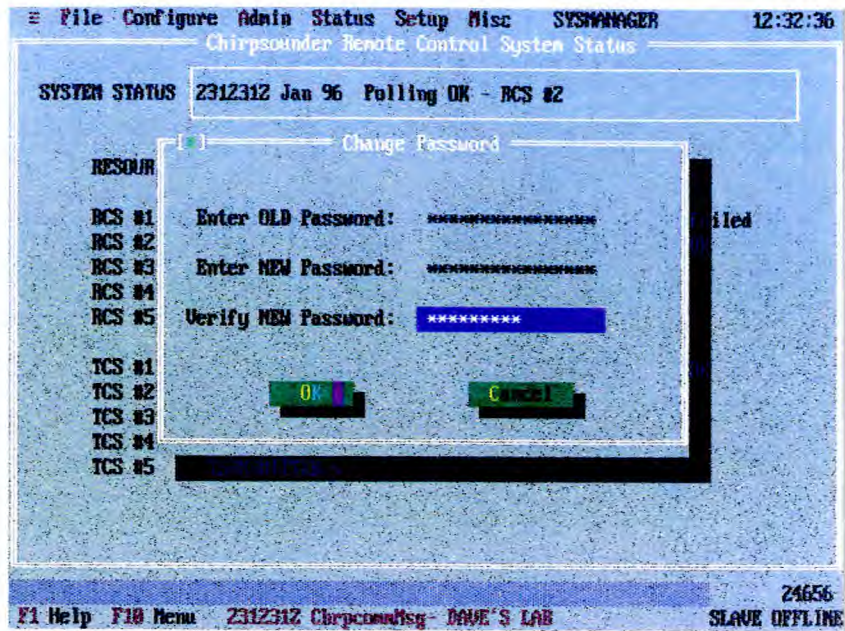 ≡ File Configure Admin Status Setup Misc SYSMANAGER 12:32:36
Chirpsounder Remote Control System Status
SYSTEM STATUS 231231Z Jan 96 Polling OK - RCS #2
Change Password
RESOUR
RCS #1 Enter OLD Password: ****************** iled
RCS #2
RCS #3 Enter NEW Password: ******************
RCS #4
RCS #5 Verify NEW Password: *********
TCS #1
TCS #2 OK Cancel
TCS #3
TCS #4
TCS #5
24656
F1 Help F10 Menu 231231Z ChrpcommMsg- DAVE'S LAB SLAVE OFFLINE